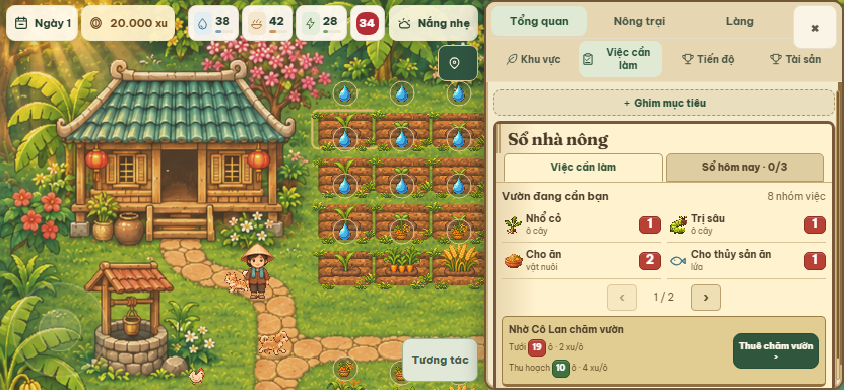 Ngày 1
20.000 xu
38
42
28
34
Nắng nhẹ
Tương tác
Tổng quan
Nông trại
Làng
×
Khu vực
Việc cần làm
Tiến độ
Tài sản
+ Ghim mục tiêu
Sổ nhà nông
Việc cần làm
Sổ hôm nay · 0/3
Vườn đang cần bạn
8 nhóm việc
Nhổ cỏ
ô cây
1
Trị sâu
ô cây
1
Cho ăn
vật nuôi
2
Cho thủy sản ăn
lứa
1
‹
1 / 2
›
Nhờ Cô Lan chăm vườn
Tưới 19 ô · 2 xu/ô
Thu hoạch 10 ô · 4 xu/ô
Thuê chăm vườn ›